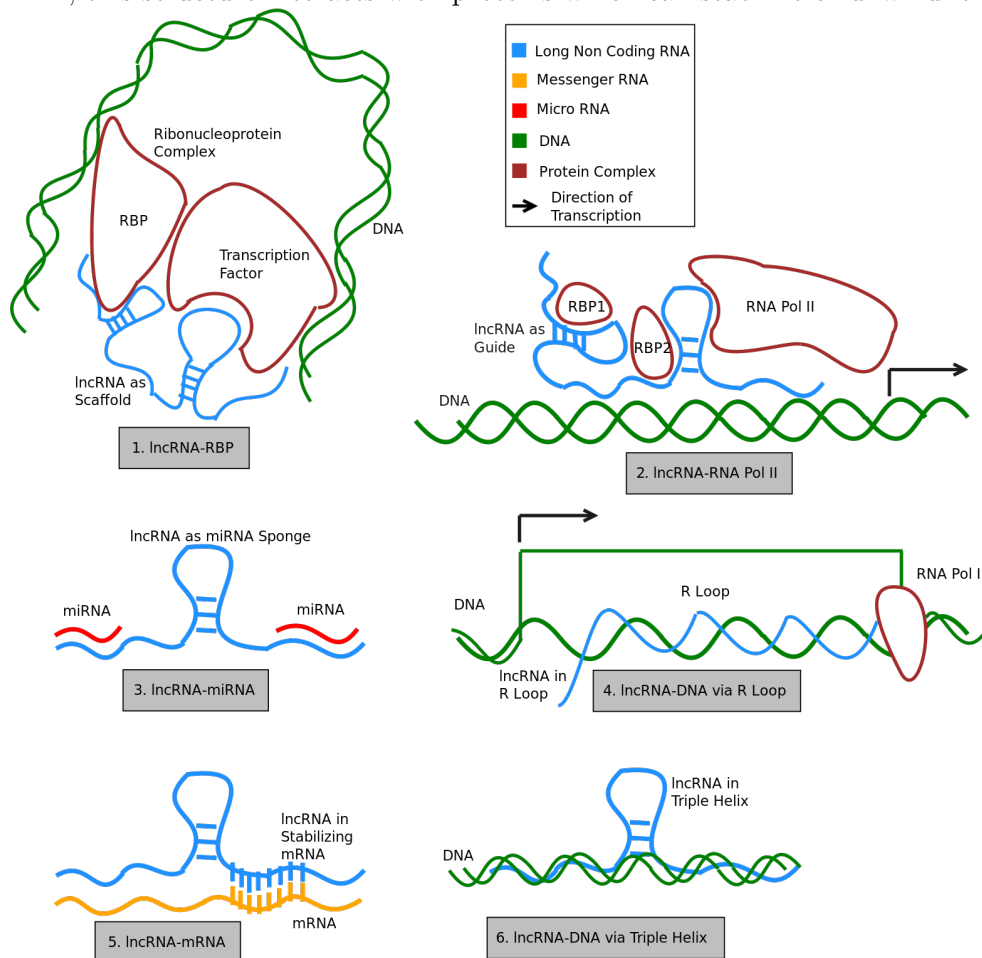 Long Non Coding RNA
Messenger RNA
Micro RNA
DNA
Protein Complex
Direction of
Transcription
Ribonucleoprotein
Complex
RBP
DNA
Transcription
Factor
lncRNA as
Scaffold
1. lncRNA-RBP
RBP1
RNA Pol II
lncRNA as
Guide
RBP2
DNA
2. lncRNA-RNA Pol II
lncRNA as miRNA Sponge
miRNA
miRNA
3. lncRNA-miRNA
RNA Pol I
R Loop
DNA
lncRNA in
R Loop
4. lncRNA-DNA via R Loop
lncRNA in
Stabilizing
mRNA
mRNA
5. lncRNA-mRNA
lncRNA in
Triple Helix
DNA
6. lncRNA-DNA via Triple Helix